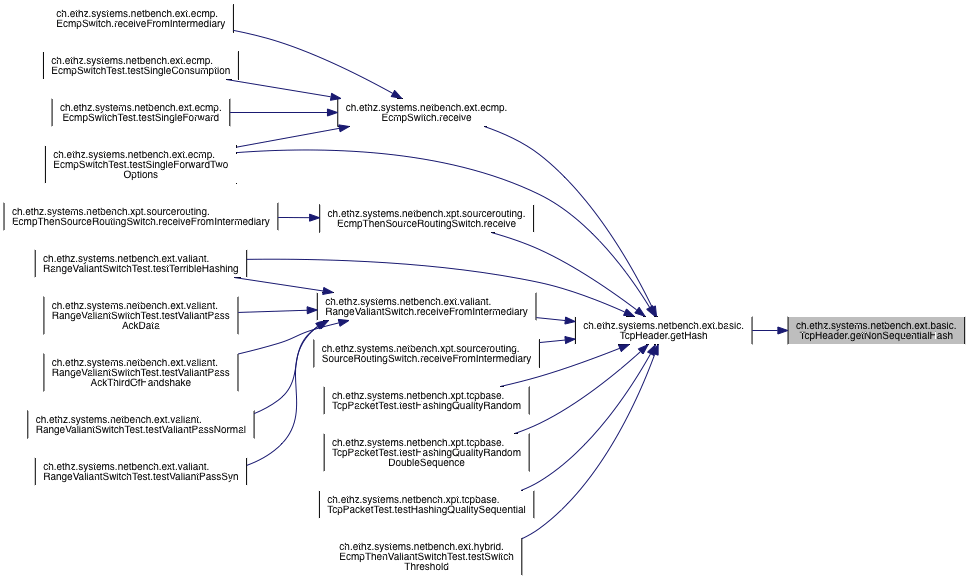 ch.ethz.systems.netbench.ext.ecmp.
EcmpSwitch.receiveFromIntermediary
ch.ethz.systems.netbench.ext.ecmp.
EcmpSwitchTest.testSingleConsumption
ch.ethz.systems.netbench.ext.ecmp.
EcmpSwitchTest.testSingleForward
ch.ethz.systems.netbench.ext.ecmp.
EcmpSwitchTest.testSingleForwardTwo
Options
ch.ethz.systems.netbench.xpt.sourcerouting.
EcmpThenSourceRoutingSwitch.receiveFromIntermediary
ch.ethz.systems.netbench.ext.valiant.
RangeValiantSwitchTest.testTerribleHashing
ch.ethz.systems.netbench.ext.valiant.
RangeValiantSwitchTest.testValiantPass
AckData
ch.ethz.systems.netbench.ext.valiant.
RangeValiantSwitchTest.testValiantPass
AckThirdOfHandshake
ch.ethz.systems.netbench.ext.valiant.
RangeValiantSwitchTest.testValiantPassNormal
ch.ethz.systems.netbench.ext.valiant.
RangeValiantSwitchTest.testValiantPassSyn
ch.ethz.systems.netbench.ext.ecmp.
EcmpSwitch.receive
ch.ethz.systems.netbench.xpt.sourcerouting.
EcmpThenSourceRoutingSwitch.receive
ch.ethz.systems.netbench.ext.valiant.
RangeValiantSwitch.receiveFromIntermediary
ch.ethz.systems.netbench.xpt.sourcerouting.
SourceRoutingSwitch.receiveFromIntermediary
ch.ethz.systems.netbench.xpt.tcpbase.
TcpPacketTest.testHashingQualityRandom
ch.ethz.systems.netbench.xpt.tcpbase.
TcpPacketTest.testHashingQualityRandom
DoubleSequence
ch.ethz.systems.netbench.xpt.tcpbase.
TcpPacketTest.testHashingQualitySequential
ch.ethz.systems.netbench.ext.hybrid.
EcmpThenValiantSwitchTest.testSwitch
Threshold
ch.ethz.systems.netbench.ext.basic.
TcpHeader.getHash
ch.ethz.systems.netbench.ext.basic.
TcpHeader.getNonSequentialHash